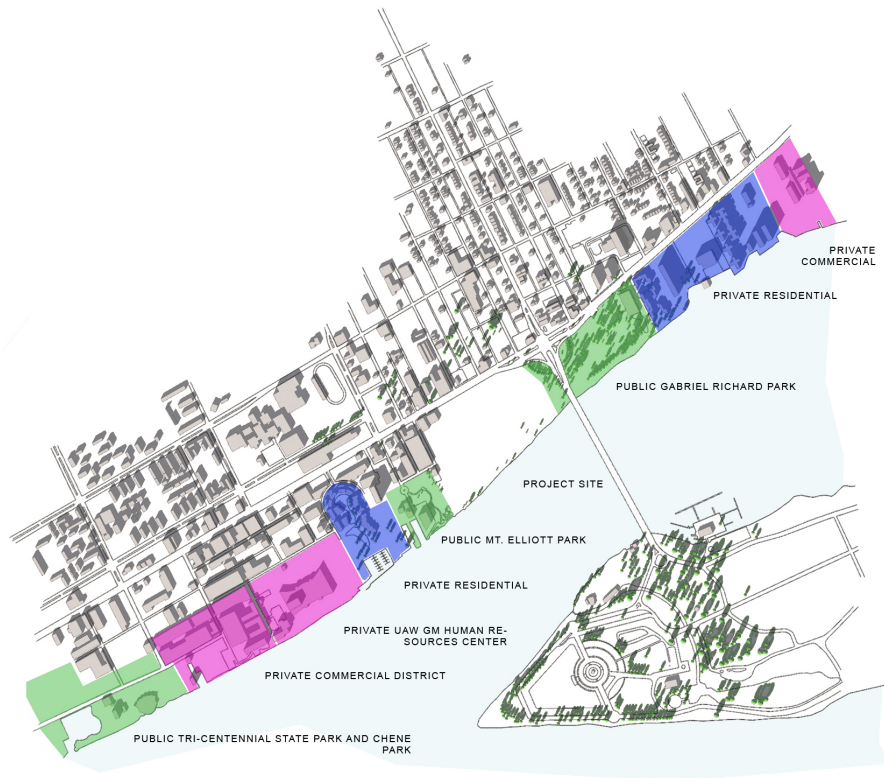 PRIVATE
COMMERCIAL
PRIVATE RESIDENTIAL
PUBLIC GABRIEL RICHARD PARK
PROJECT SITE
PUBLIC MT. ELLIOTT PARK
PRIVATE RESIDENTIAL
PRIVATE UAW GM HUMAN RE-
SOURCES CENTER
PRIVATE COMMERCIAL DISTRICT
PUBLIC TRI-CENTENNIAL STATE PARK AND CHENE
PARK